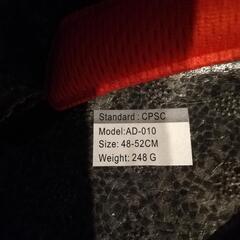 Standard : CPSC
Model:AD-010
Size: 48-52CM
Weight: 248 G